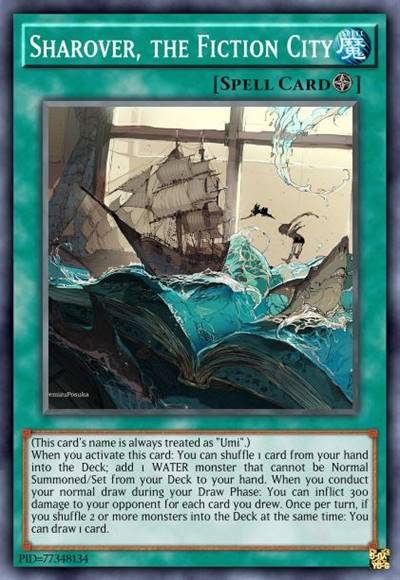 Sharover, the Fiction City
SPELL
魔
[Spell Card]
(This card's name is always treated as "Umi".)
When you activate this card: You can shuffle 1 card from your hand
into the Deck; add 1 WATER monster that cannot be Normal
Summoned/Set from your Deck to your hand. When you conduct
your normal draw during your Draw Phase: You can inflict 300
damage to your opponent for each card you drew. Once per turn, if
you shuffle 2 or more monsters into the Deck at the same time: You
can draw 1 card.
PID=77348134